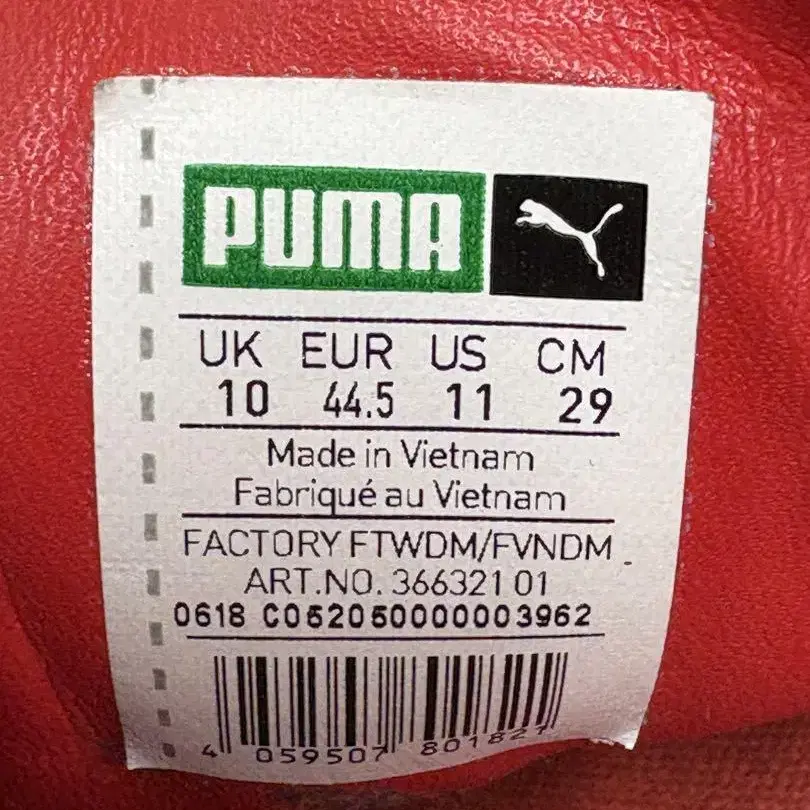 PUMA
UK EUR US CM
10 44.5 11 29
Made in Vietnam
Fabriqué au Vietnam
FACTORY FTWDM/FVNDM
ART.NO. 366321 01
0618 C0520500000003962
4 059507 801821